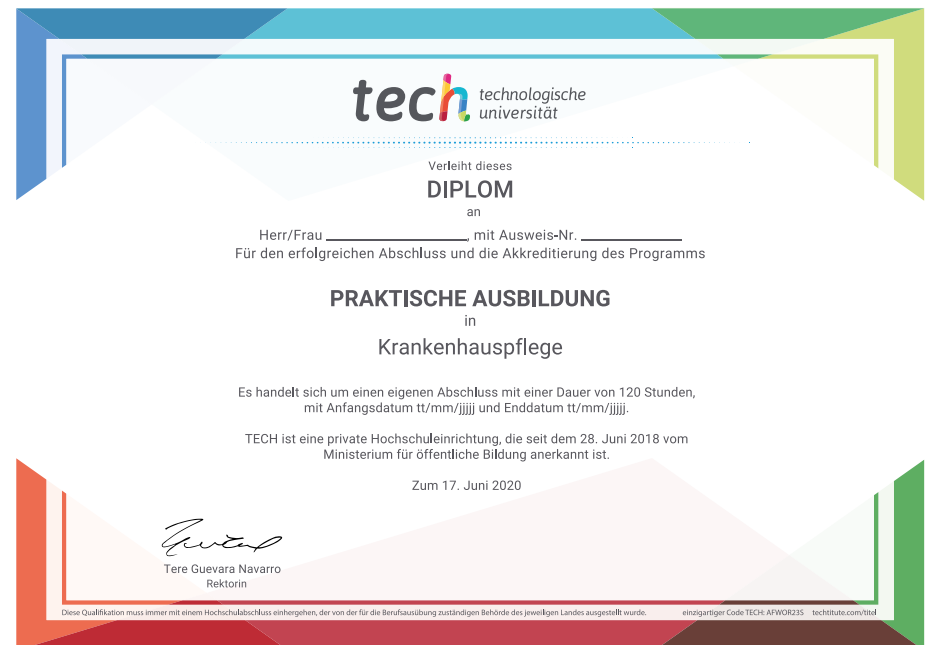 tech technologische
universität
Verleiht dieses
DIPLOM
an
Herr/Frau ____________________, mit Ausweis-Nr. ______________
Für den erfolgreichen Abschluss und die Akkreditierung des Programms
PRAKTISCHE AUSBILDUNG
in
Krankenhauspflege
Es handelt sich um einen eigenen Abschluss mit einer Dauer von 120 Stunden,
mit Anfangsdatum tt/mm/jjjjj und Enddatum tt/mm/jjjjj.
TECH ist eine private Hochschuleinrichtung, die seit dem 28. Juni 2018 vom
Ministerium für öffentliche Bildung anerkannt ist.
Zum 17. Juni 2020
Tere Guevara Navarro
Rektorin
Diese Qualifikation muss immer mit einem Hochschulabschluss einhergehen, der von der für die Berufsausübung zuständigen Behörde des jeweiligen Landes ausgestellt wurde. einzigartiger Code TECH: AFWOR23S techtitute.com/titel